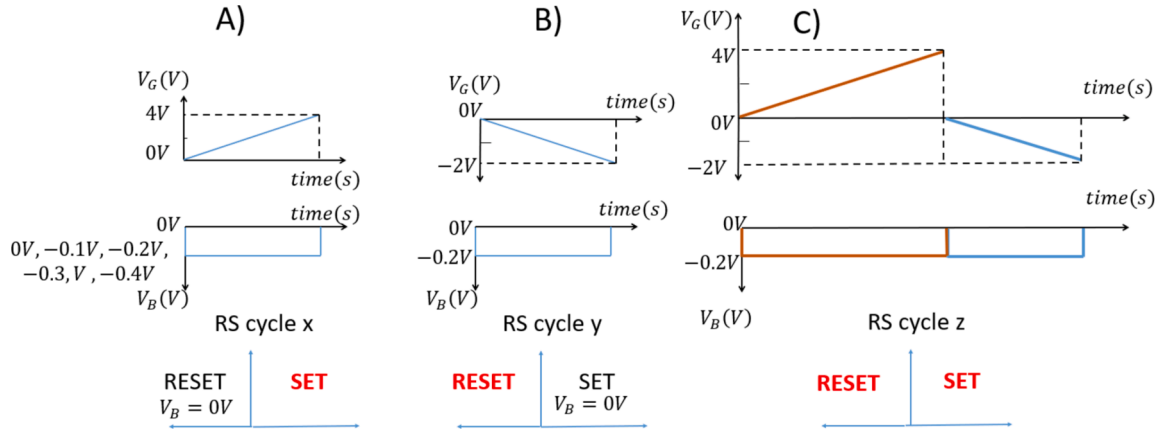 A)
V_G(V)
4V
0V
time(s)
0V
time(s)
0V, −0.1V, −0.2V,
−0.3, V , −0.4V
V_B(V)
RS cycle x
RESET
V_B = 0V
SET
B)
V_G(V)
0V
time(s)
−2V
0V
time(s)
−0.2V
V_B(V)
RS cycle y
RESET
SET
V_B = 0V
C)
V_G(V)
4V
0V
time(s)
−2V
0V
time(s)
−0.2V
V_B(V)
RS cycle z
RESET
SET